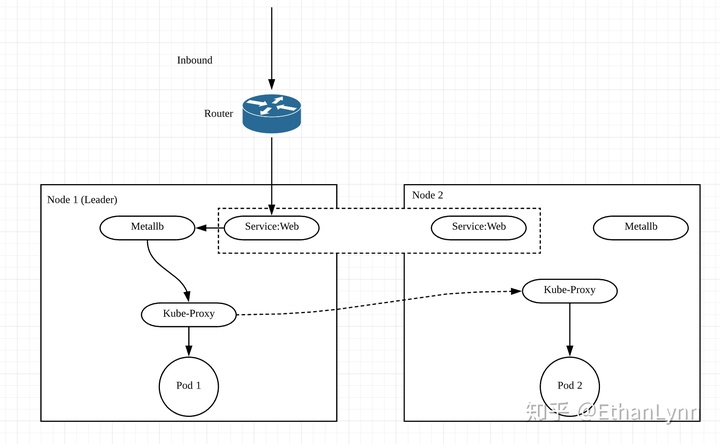 Inbound
Router
Node 1 (Leader)
Node 2
Metallb
Service:Web
Service:Web
Metallb
Kube-Proxy
Kube-Proxy
Pod 1
Pod 2
知乎 @EthanLynn